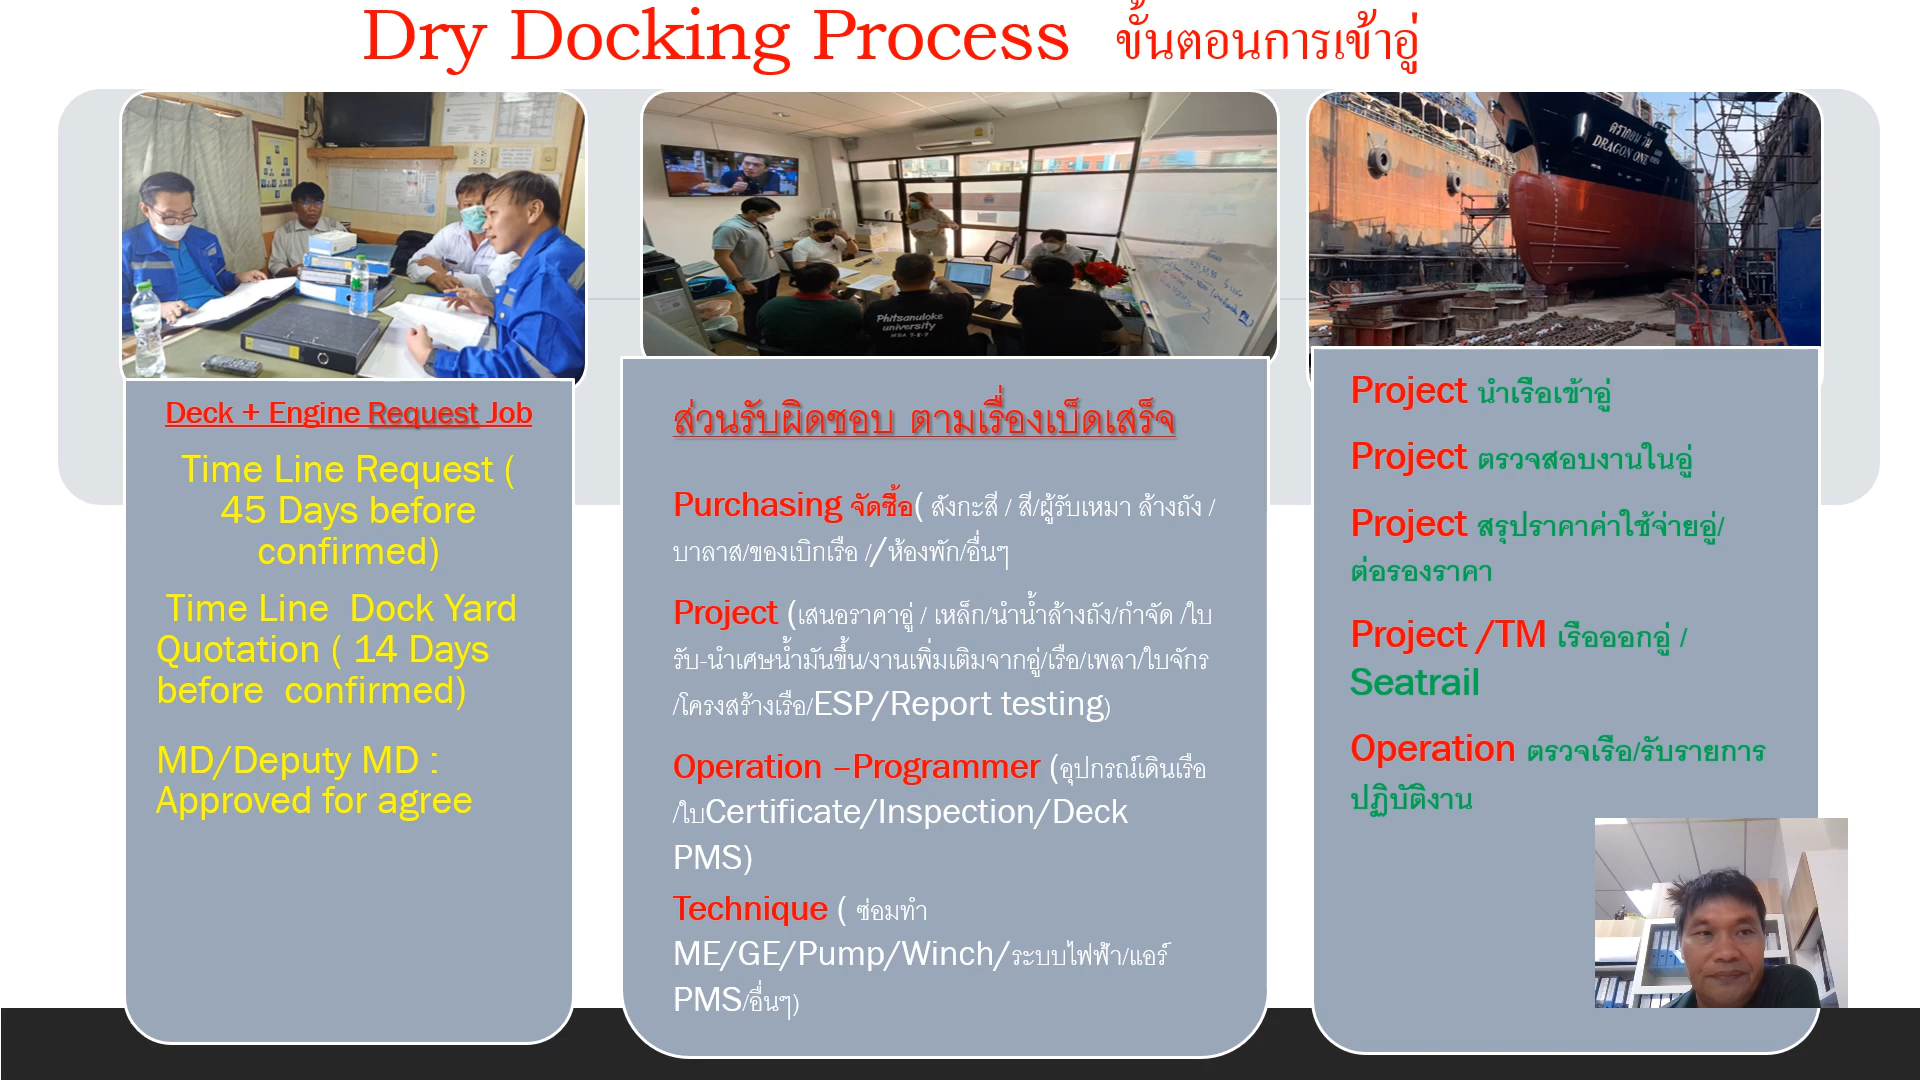 Dry Docking Process ขั้นตอนการเข้าอู่
ดรากอน วัน
DRAGON ONE
Phitsanuloke
university
Deck + Engine Request Job
Time Line Request (
45 Days before
confirmed)
Time Line Dock Yard
Quotation ( 14 Days
before confirmed)
MD/Deputy MD :
Approved for agree
ส่วนรับผิดชอบ ตามเรื่องเบ็ดเสร็จ
Purchasing จัดซื้อ( สังกะสี / สี/ผู้รับเหมา ล้างถัง /
บาลาส/ของเบิกเรือ //ห้องพัก/อื่นๆ
Project (เสนอราคาอู่ / เหล็ก/นำน้ำล้างถัง/กำจัด /ใบ
รับ-นำเศษน้ำมันขึ้น/งานเพิ่มเติมจากอู่/เรือ/เพลา/ใบจักร
/โครงสร้างเรือ/ESP/Report testing)
Operation –Programmer (อุปกรณ์เดินเรือ
/ใบCertificate/Inspection/Deck
PMS)
Technique ( ซ่อมทำ
ME/GE/Pump/Winch/ระบบไฟฟ้า/แอร์
PMS/อื่นๆ)
Project นำเรือเข้าอู่
Project ตรวจสอบงานในอู่
Project สรุปราคาค่าใช้จ่ายอู่/
ต่อรองราคา
Project /TM เรือออกอู่ /
Seatrail
Operation ตรวจเรือ/รับรายการ
ปฏิบัติงาน